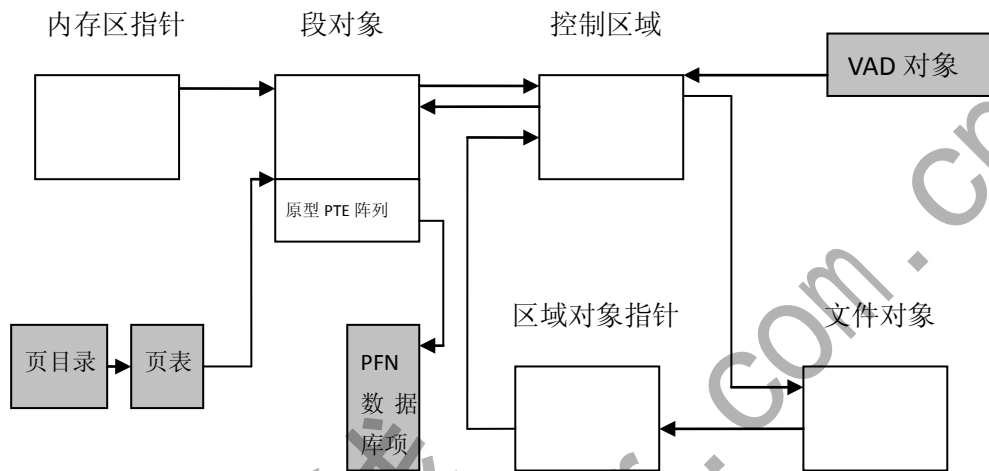 内存区指针
段对象
控制区域
VAD 对象
原型 PTE 阵列
区域对象指针
文件对象
页目录
页表
PFN
数 据
库项